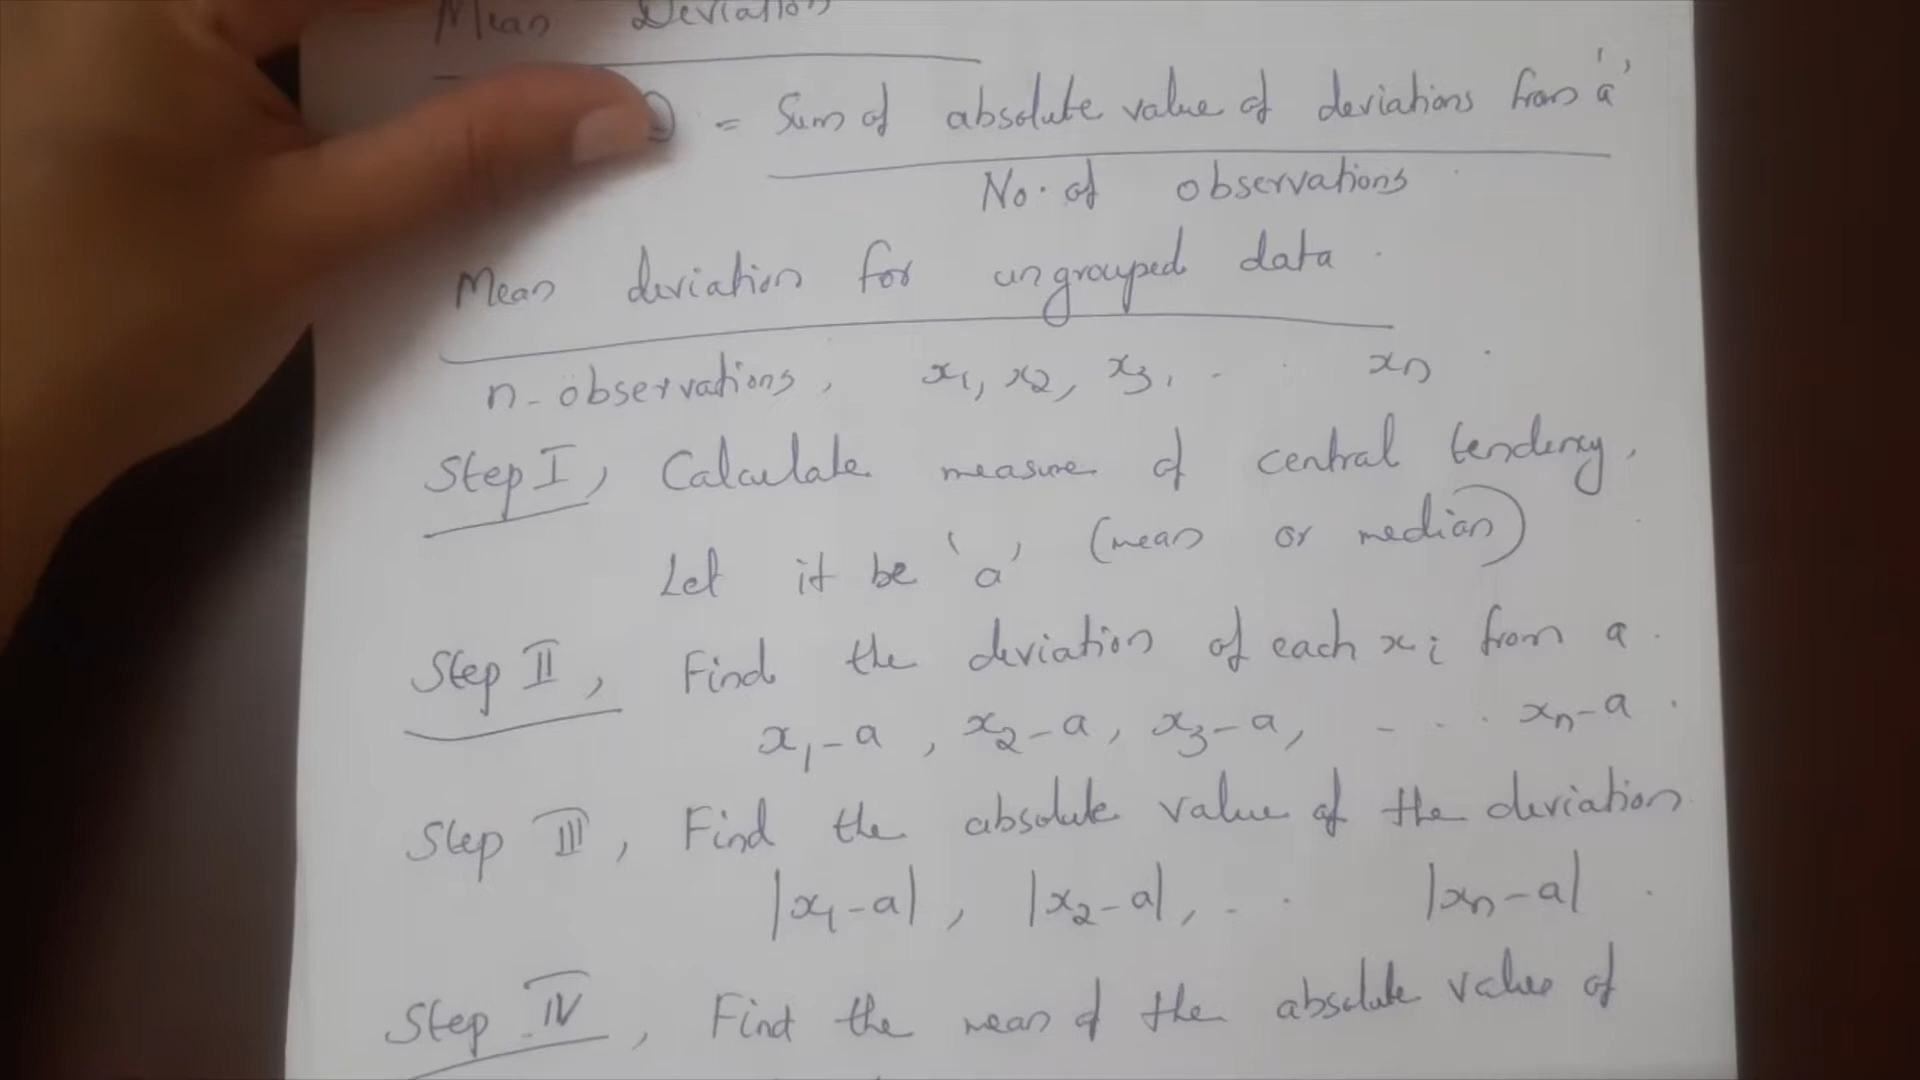 Mean Deviation
= Sum of absolute value of deviations from 'a'
No. of observations
Mean deviation for ungrouped data.
n-observations, x1, x2, x3, . . xn.
Step I, Calculate measure of central tendency.
Let it be 'a' (mean or median)
Step II, Find the deviation of each xi from a.
x1-a, x2-a, x3-a, - . . xn-a.
Step III, Find the absolute value of the deviation
|x1-a|, |x2-a|, - . |xn-a|.
Step IV, Find the mean of the absolute value of